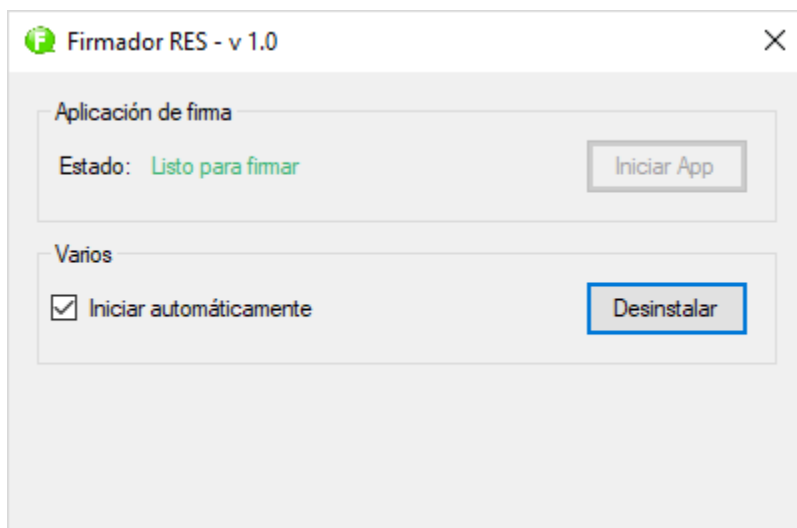 Firmador RES - v 1.0
Aplicación de firma
Estado: Listo para firmar Iniciar App
Varios
Iniciar automáticamente Desinstalar